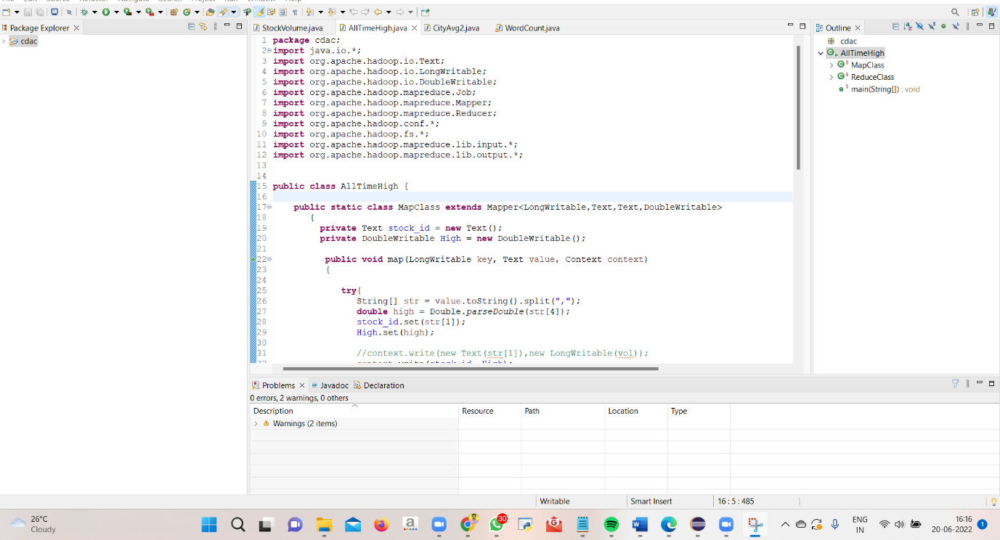 Package Explorer
cdac
StockVolume.java
AllTimeHigh.java
CityAvg2.java
WordCount.java
1 package cdac;
2 import java.io.*;
3 import org.apache.hadoop.io.Text;
4 import org.apache.hadoop.io.LongWritable;
5 import org.apache.hadoop.io.DoubleWritable;
6 import org.apache.hadoop.mapreduce.Job;
7 import org.apache.hadoop.mapreduce.Mapper;
8 import org.apache.hadoop.mapreduce.Reducer;
9 import org.apache.hadoop.conf.*;
10 import org.apache.hadoop.fs.*;
11 import org.apache.hadoop.mapreduce.lib.input.*;
12 import org.apache.hadoop.mapreduce.lib.output.*;
13
14
15 public class AllTimeHigh {
16
17 public static class MapClass extends Mapper<LongWritable,Text,Text,DoubleWritable>
18 {
19 private Text stock_id = new Text();
20 private DoubleWritable High = new DoubleWritable();
21
22 public void map(LongWritable key, Text value, Context context)
23 {
24
25 try{
26 String[] str = value.toString().split(",");
27 double high = Double.parseDouble(str[4]);
28 stock_id.set(str[1]);
29 High.set(high);
30
31 //context.write(new Text(str[1]),new LongWritable(vol));
Outline
cdac
AllTimeHigh
MapClass
ReduceClass
main(String[]) : void
Problems
Javadoc
Declaration
0 errors, 2 warnings, 0 others
Description Resource Path Location Type
Warnings (2 items)
Writable Smart Insert 16 : 5 : 485
26°C
Cloudy
30
ENG
IN
16:16
20-06-2022
1